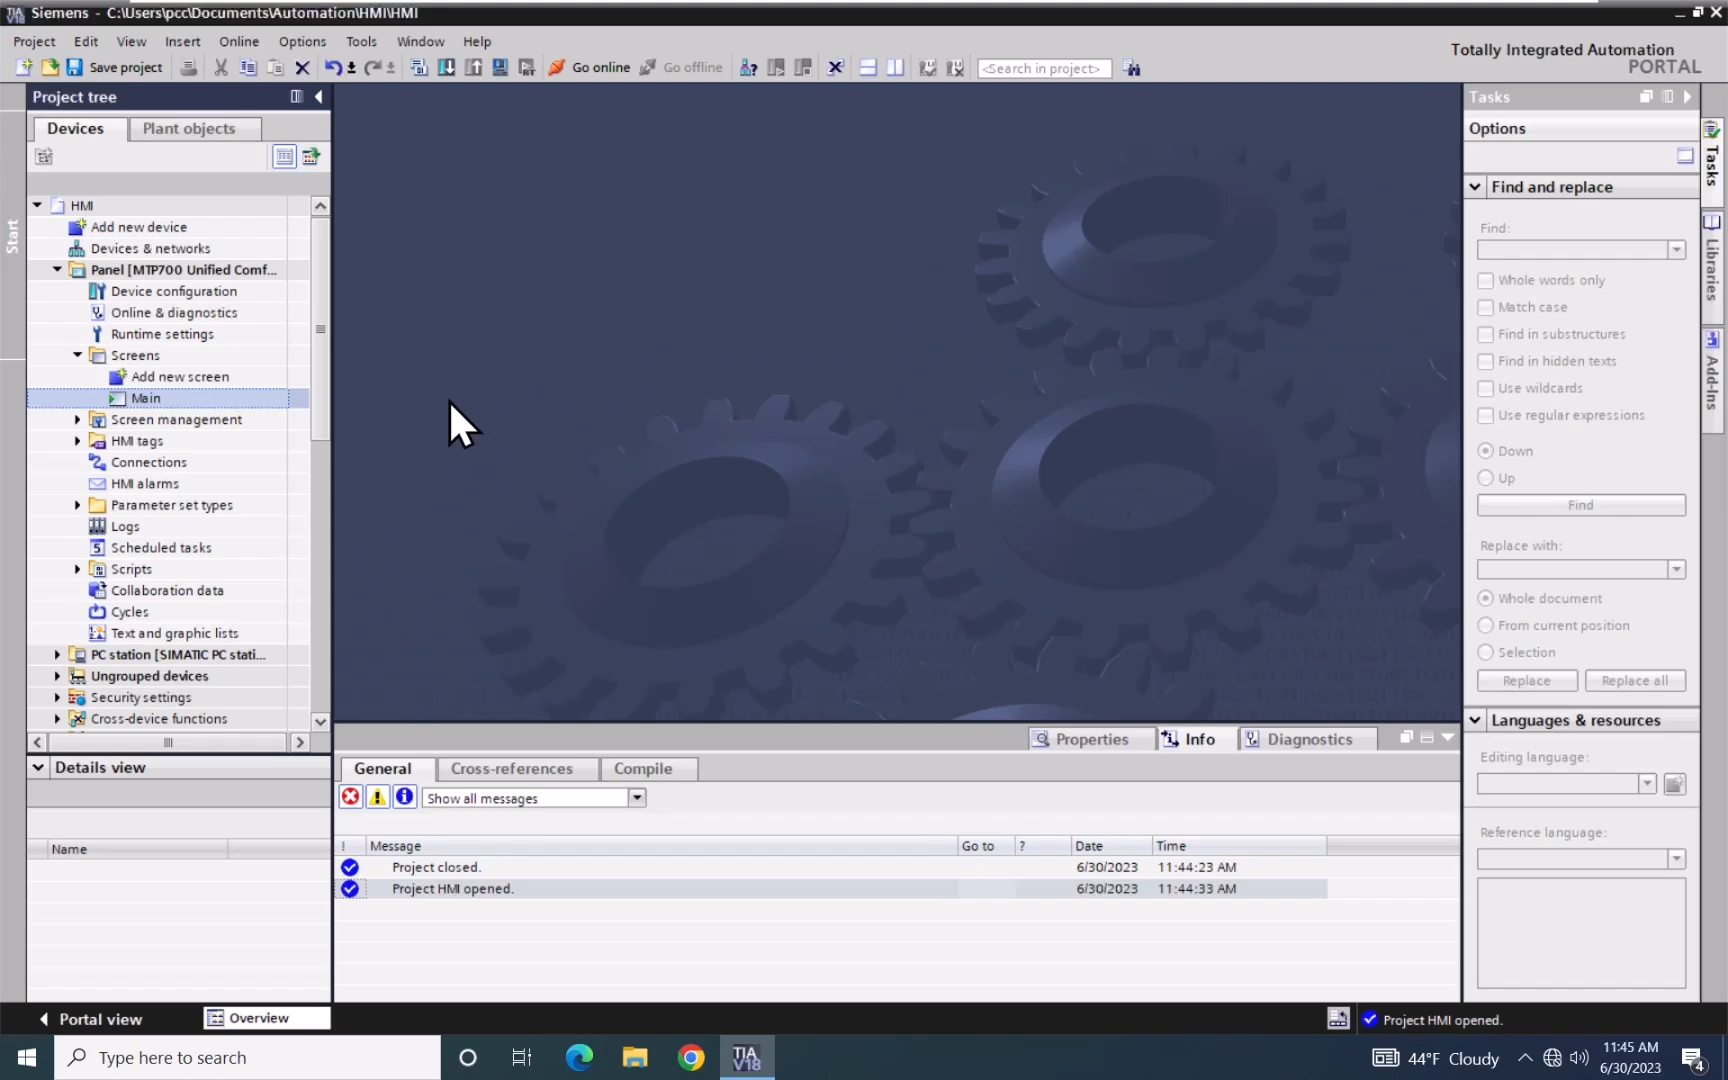 Siemens - C:\Users\pcc\Documents\Automation\HMI\HMI
Project Edit View Insert Online Options Tools Window Help
Totally Integrated Automation
PORTAL
Save project
Go online
Go offline
<Search in project>
Project tree
Devices
Plant objects
Start
HMI
Add new device
Devices & networks
Panel [MTP700 Unified Comf...
Device configuration
Online & diagnostics
Runtime settings
Screens
Add new screen
Main
Screen management
HMI tags
Connections
HMI alarms
Parameter set types
Logs
Scheduled tasks
Scripts
Collaboration data
Cycles
Text and graphic lists
PC station [SIMATIC PC stati...
Ungrouped devices
Security settings
Cross-device functions
Details view
Name
Properties
Info
Diagnostics
General
Cross-references
Compile
Show all messages
! Message Go to ? Date Time
Project closed. 6/30/2023 11:44:23 AM
Project HMI opened. 6/30/2023 11:44:33 AM
Tasks
Options
Find and replace
Find:
Whole words only
Match case
Find in substructures
Find in hidden texts
Use wildcards
Use regular expressions
Down
Up
Find
Replace with:
Whole document
From current position
Selection
Replace
Replace all
Languages & resources
Editing language:
Reference language:
Tasks
Libraries
Add-Ins
Portal view
Overview
Project HMI opened.
Type here to search
TIA
V18
44°F Cloudy
11:45 AM
6/30/2023
4